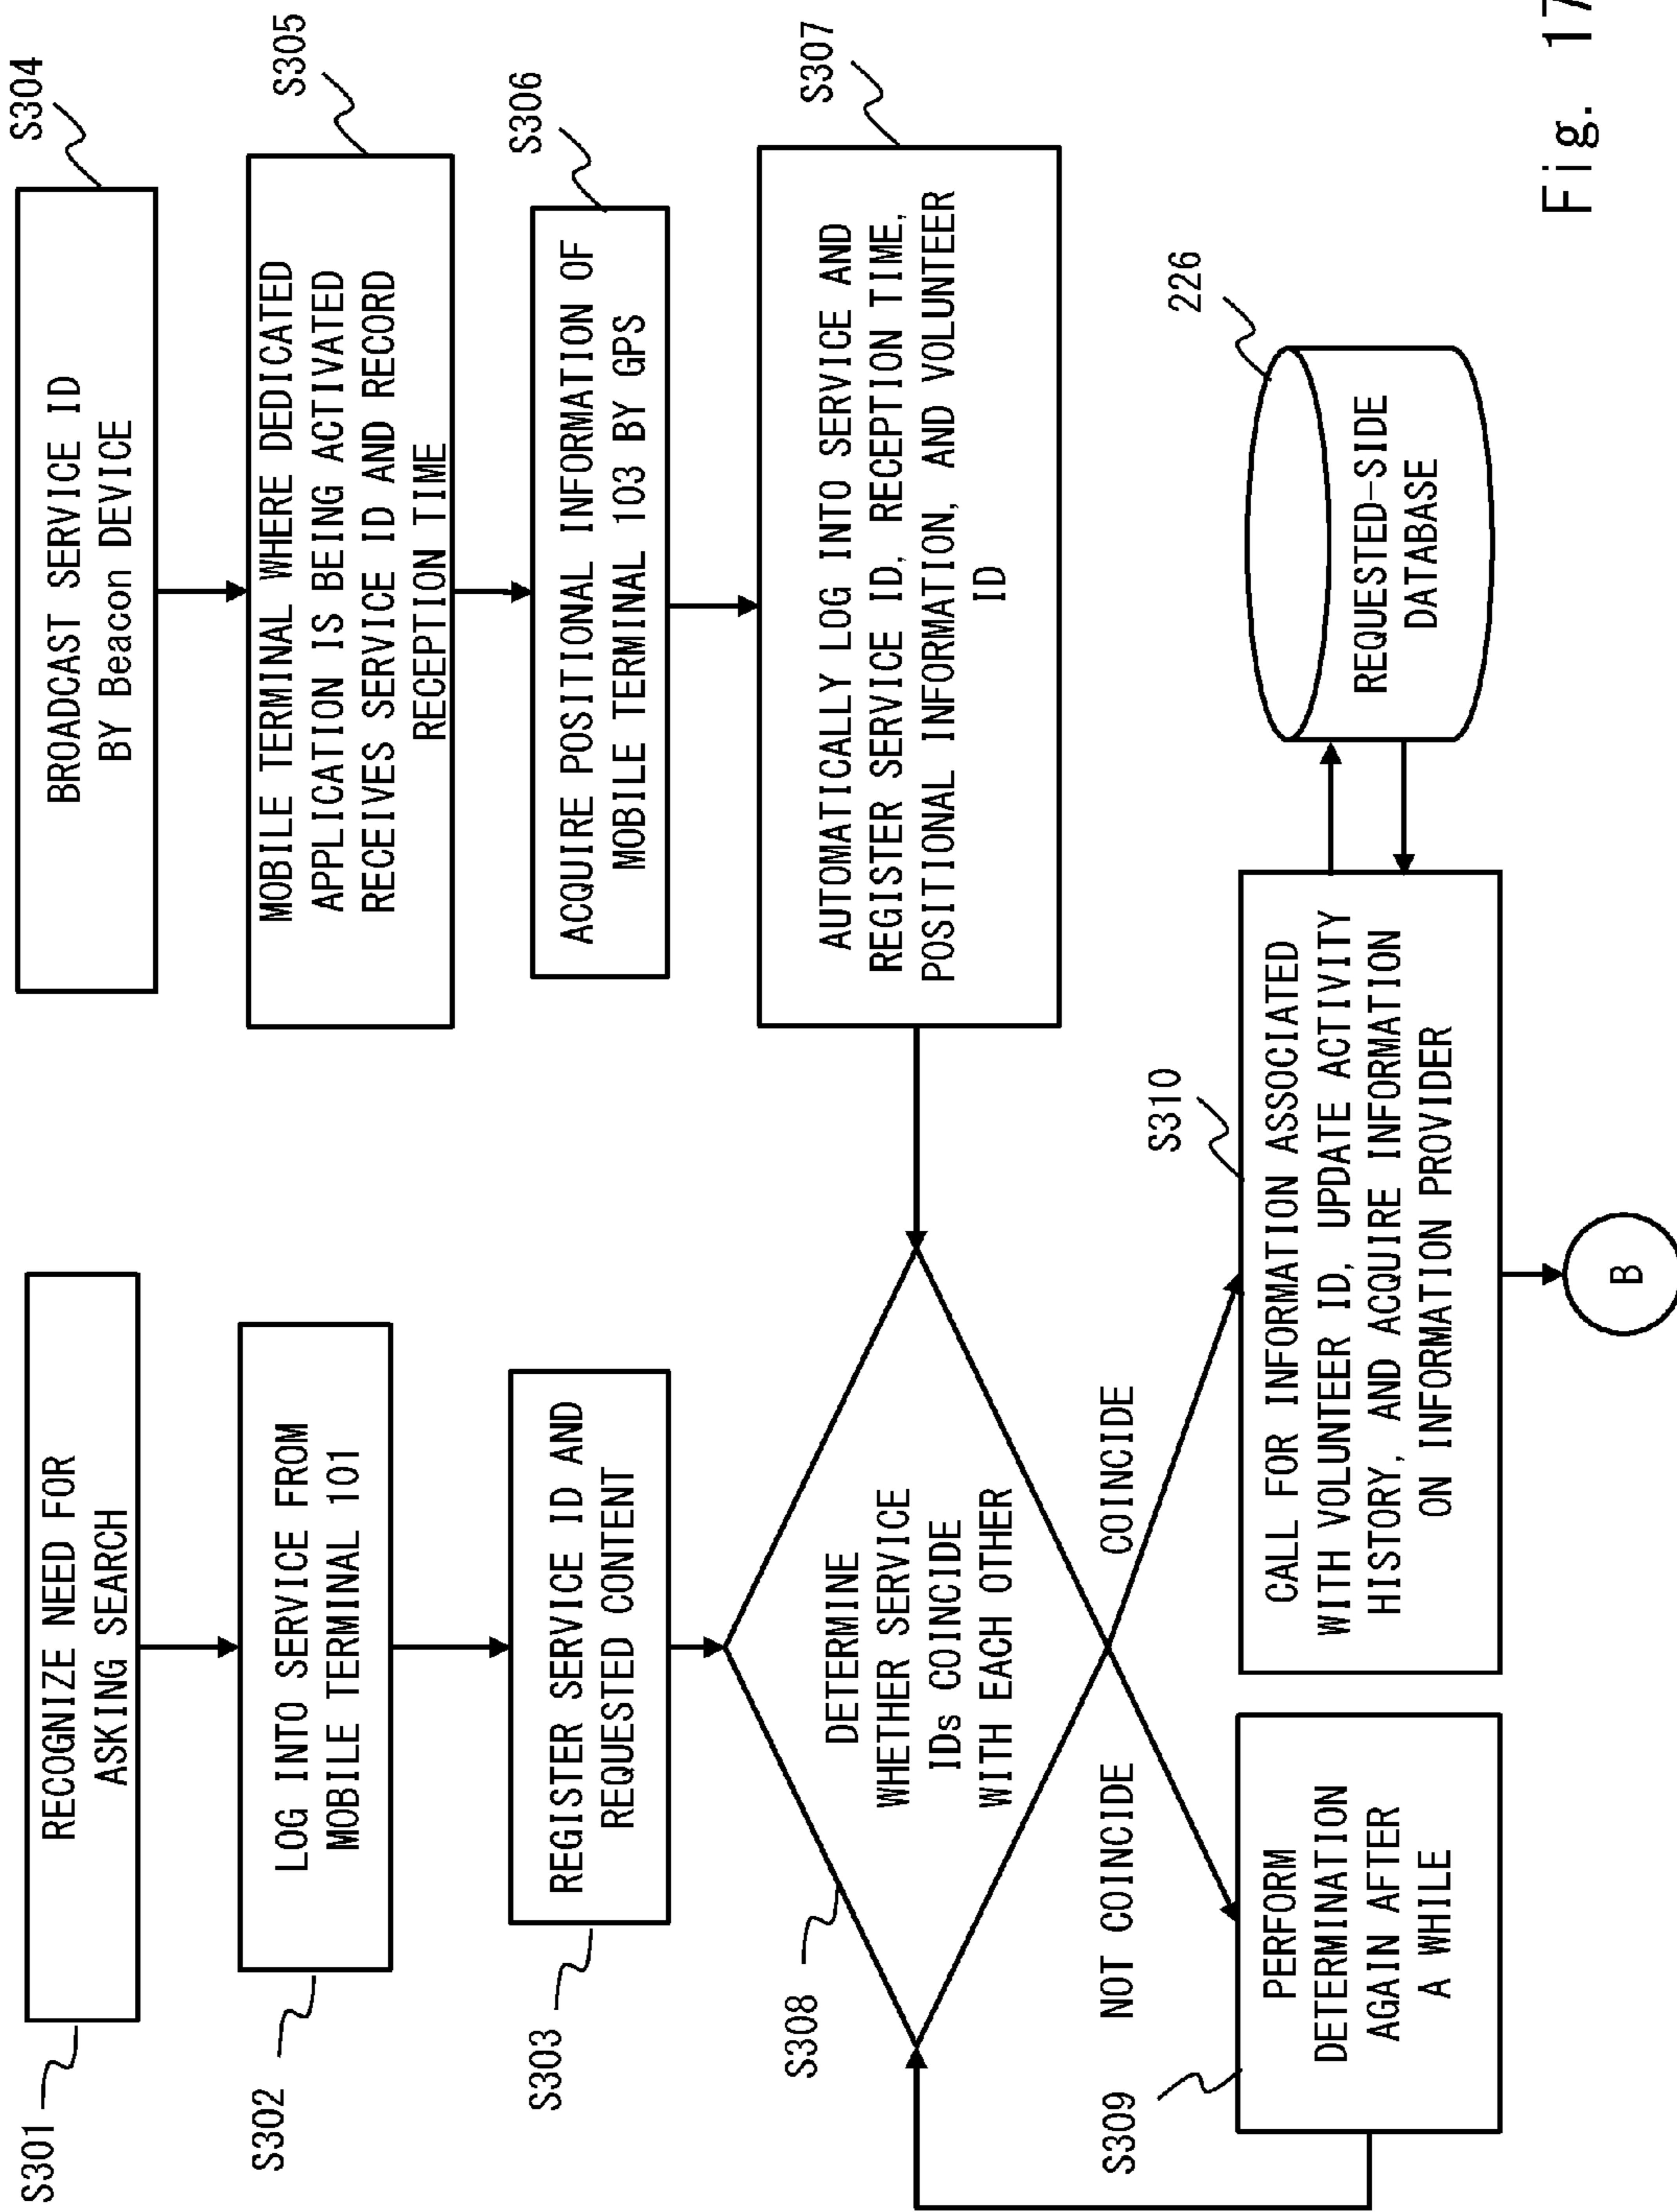 S301
RECOGNIZE NEED FOR
ASKING SEARCH
S302
LOG INTO SERVICE FROM
MOBILE TERMINAL 101
S303
REGISTER SERVICE ID AND
REQUESTED CONTENT
S304
BROADCAST SERVICE ID
BY Beacon DEVICE
S305
MOBILE TERMINAL WHERE DEDICATED
APPLICATION IS BEING ACTIVATED
RECEIVES SERVICE ID AND RECORD
RECEPTION TIME
S306
ACQUIRE POSITIONAL INFORMATION OF
MOBILE TERMINAL 103 BY GPS
S307
AUTOMATICALLY LOG INTO SERVICE AND
REGISTER SERVICE ID, RECEPTION TIME,
POSITIONAL INFORMATION, AND VOLUNTEER
ID
S308
DETERMINE
WHETHER SERVICE
IDs COINCIDE
WITH EACH OTHER
NOT COINCIDE
COINCIDE
S309
PERFORM
DETERMINATION
AGAIN AFTER
A WHILE
S310
CALL FOR INFORMATION ASSOCIATED
WITH VOLUNTEER ID, UPDATE ACTIVITY
HISTORY, AND ACQUIRE INFORMATION
ON INFORMATION PROVIDER
226
REQUESTED-SIDE
DATABASE
B
Fig. 17